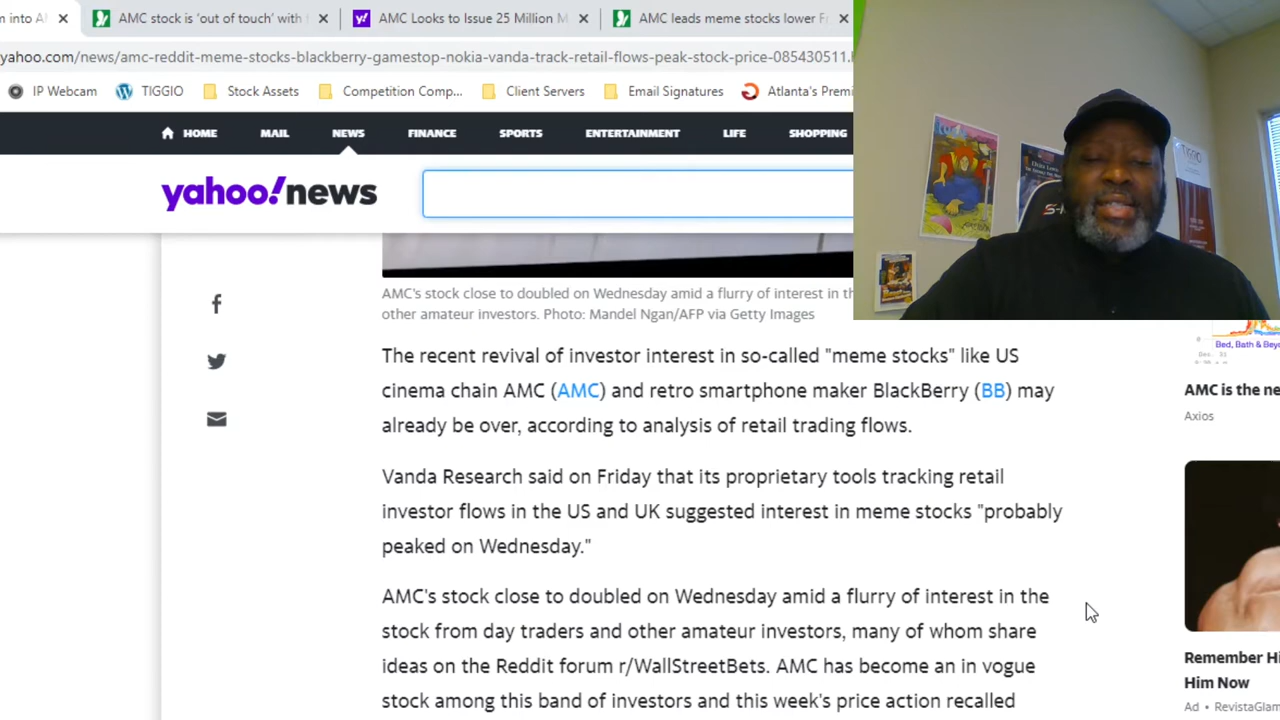 m into A
AMC stock is ‘out of touch’ with
AMC Looks to Issue 25 Million M
AMC leads meme stocks lower F
yahoo.com/news/amc-reddit-meme-stocks-blackberry-gamestop-nokia-vanda-track-retail-flows-peak-stock-price-085430511.
IP Webcam
TIGGIO
Stock Assets
Competition Comp...
Client Servers
Email Signatures
Atlanta's Premi
HOME
MAIL
NEWS
FINANCE
SPORTS
ENTERTAINMENT
LIFE
SHOPPING
yahoo!news
AMC's stock close to doubled on Wednesday amid a flurry of interest in th
other amateur investors. Photo: Mandel Ngan/AFP via Getty Images
The recent revival of investor interest in so-called "meme stocks" like US
cinema chain AMC (AMC) and retro smartphone maker BlackBerry (BB) may
already be over, according to analysis of retail trading flows.
Vanda Research said on Friday that its proprietary tools tracking retail
investor flows in the US and UK suggested interest in meme stocks "probably
peaked on Wednesday."
AMC's stock close to doubled on Wednesday amid a flurry of interest in the
stock from day traders and other amateur investors, many of whom share
ideas on the Reddit forum r/WallStreetBets. AMC has become an in vogue
stock among this band of investors and this week's price action recalled
Bed, Bath & Beyo
AMC is the ne
Axios
Remember Hi
Him Now
Ad • RevistaGlam
TIGGIO